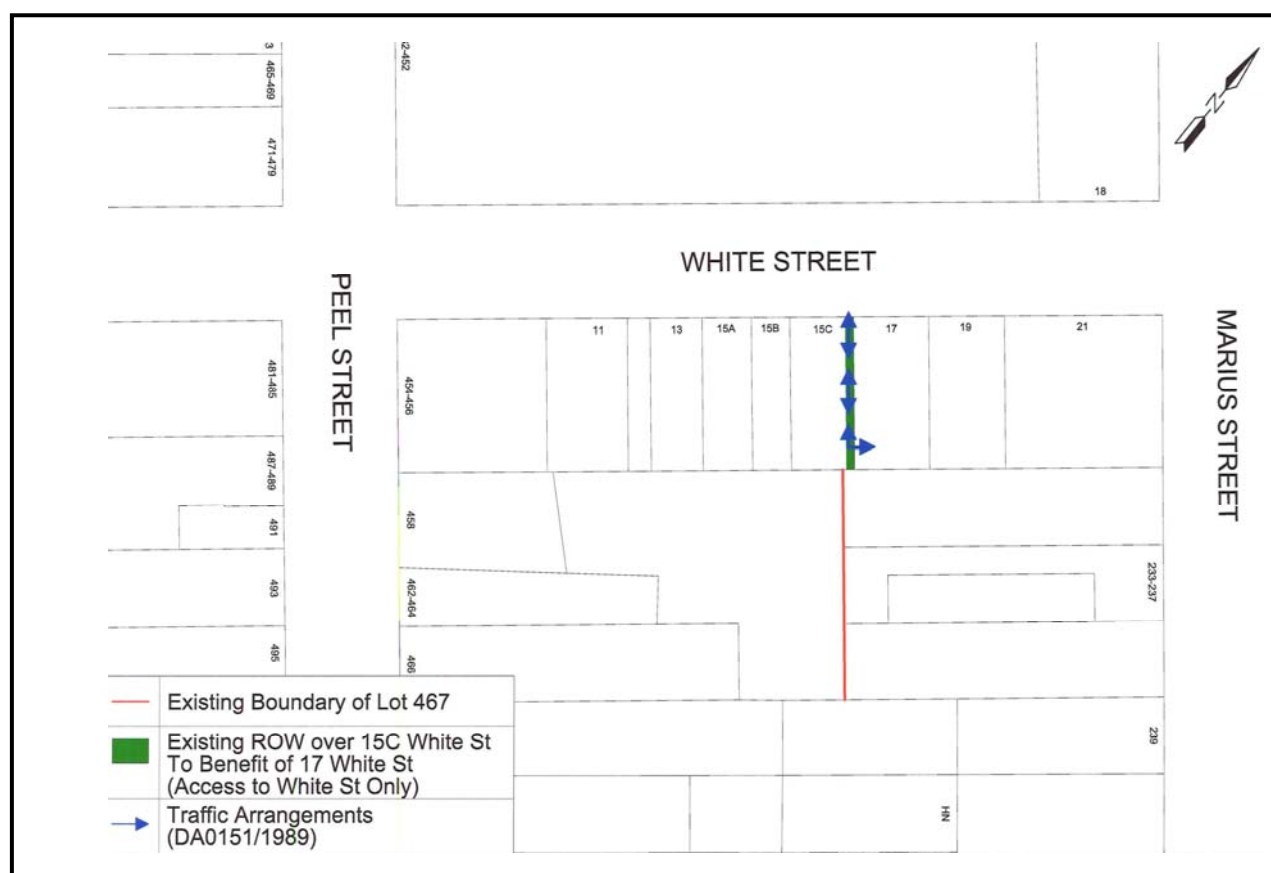 3
465-469
471-479
2-452
N
18
WHITE STREET
PEEL STREET
MARIUS STREET
11
13
15A
15B
15C
17
19
21
481-485
487-489
491
493
495
454-456
458
462-464
466
233-237
239
HN
Existing Boundary of Lot 467
Existing ROW over 15C White St
To Benefit of 17 White St
(Access to White St Only)
Traffic Arrangements
(DA0151/1989)